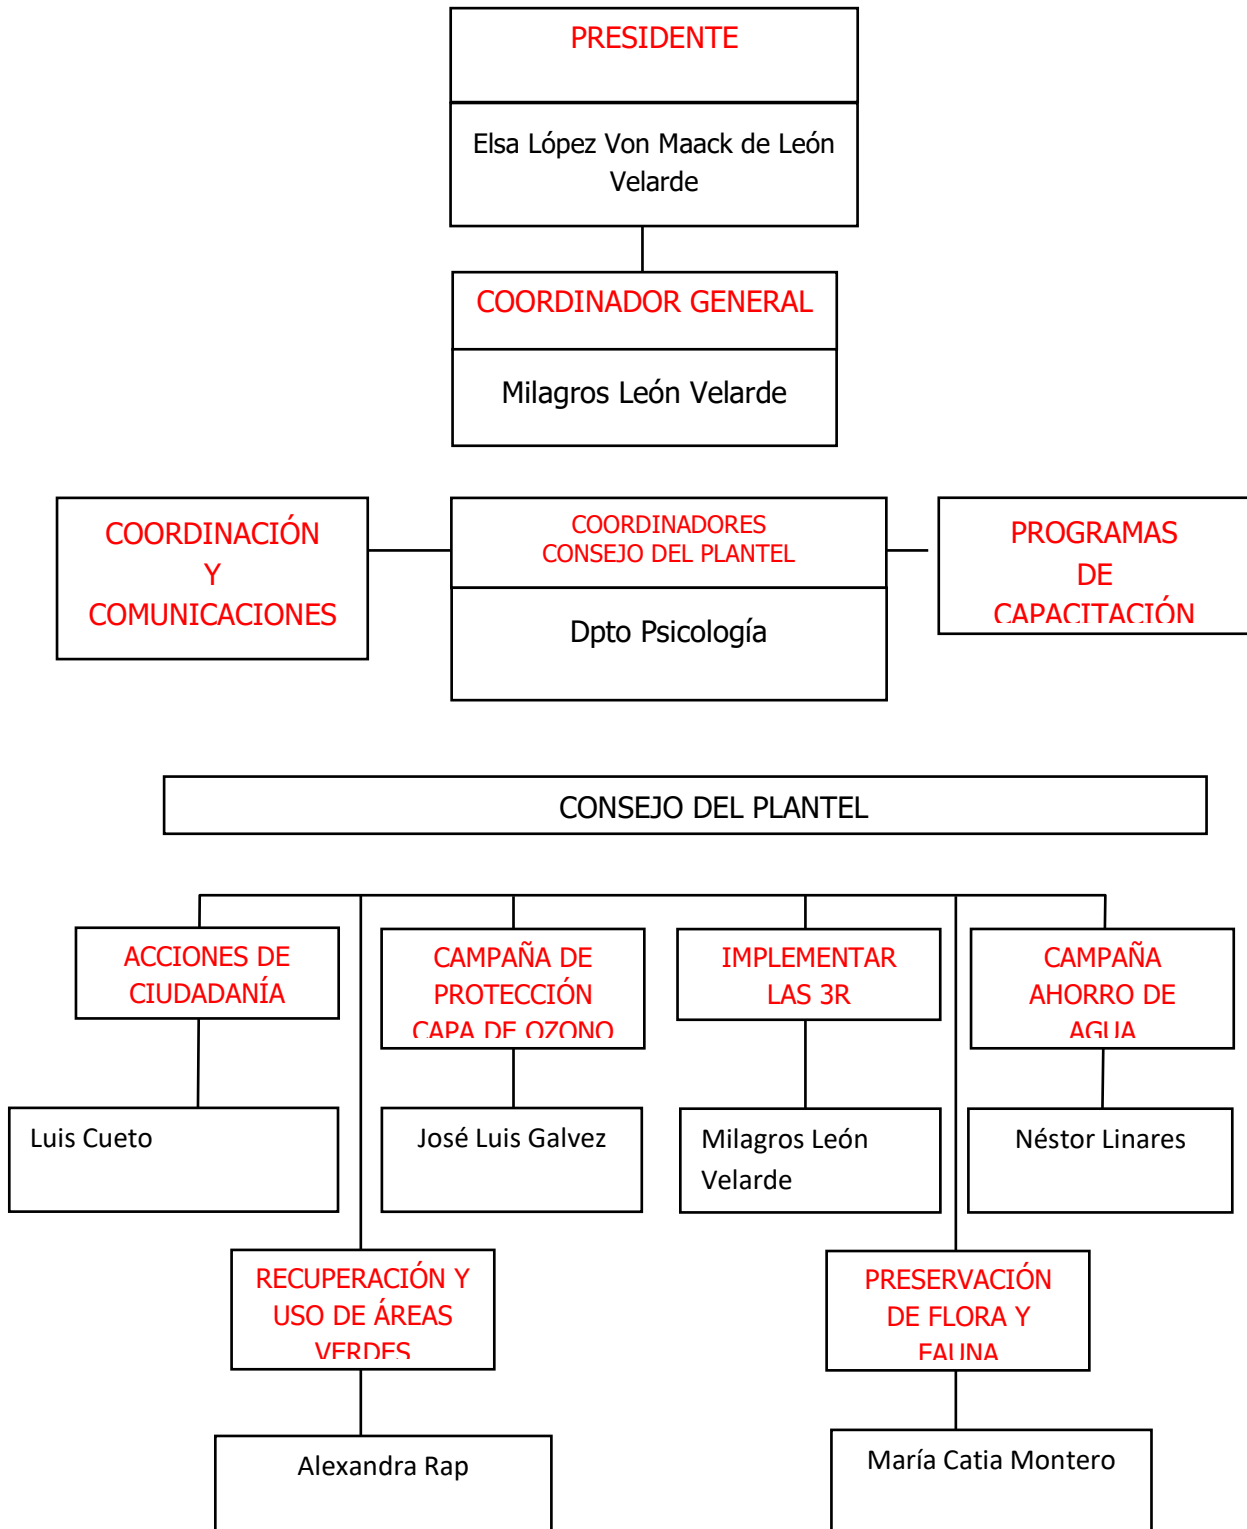 PRESIDENTE
Elsa López Von Maack de León
Velarde
COORDINADOR GENERAL
Milagros León Velarde
COORDINACIÓN
Y
COMUNICACIONES
COORDINADORES
CONSEJO DEL PLANTEL
Dpto Psicología
PROGRAMAS
DE
CAPACITACIÓN
CONSEJO DEL PLANTEL
ACCIONES DE
CIUDADANÍA
CAMPAÑA DE
PROTECCIÓN
CAPA DE OZONO
IMPLEMENTAR
LAS 3R
CAMPAÑA
AHORRO DE
AGUA
Luis Cueto
José Luis Galvez
Milagros León
Velarde
Néstor Linares
RECUPERACIÓN Y
USO DE ÁREAS
VERDES
PRESERVACIÓN
DE FLORA Y
FAUNA
Alexandra Rap
María Catia Montero